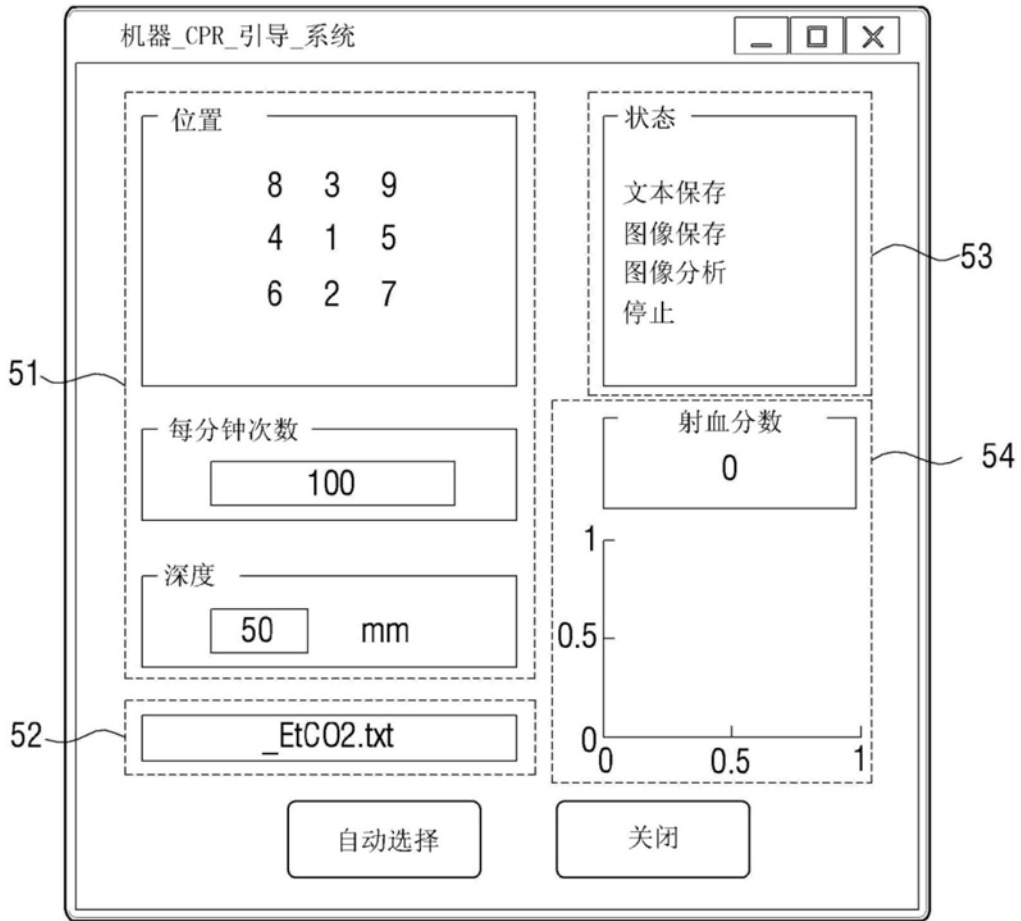 机器_CPR_引导_系统
位置
8 3 9
4 1 5
6 2 7
51
每分钟次数
100
深度
50 mm
52
_EtCO2.txt
状态
文本保存
图像保存
图像分析
停止
53
射血分数
0
54
1
0.5
0
0 0.5 1
自动选择
关闭